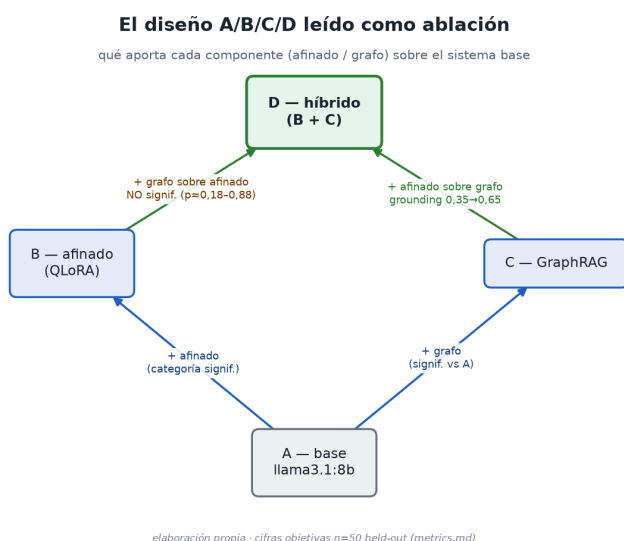 El diseño A/B/C/D leído como ablación
qué aporta cada componente (afinado / grafo) sobre el sistema base
D — híbrido
(B + C)
+ grafo sobre afinado
NO signif. (p≈0,18–0,88)
+ afinado sobre grafo
grounding 0,35→0,65
B — afinado
(QLoRA)
C — GraphRAG
+ afinado
(categoría signif.)
+ grafo
(signif. vs A)
A — base
llama3.1:8b
elaboración propia · cifras objetivas n=50 held-out (metrics.md)